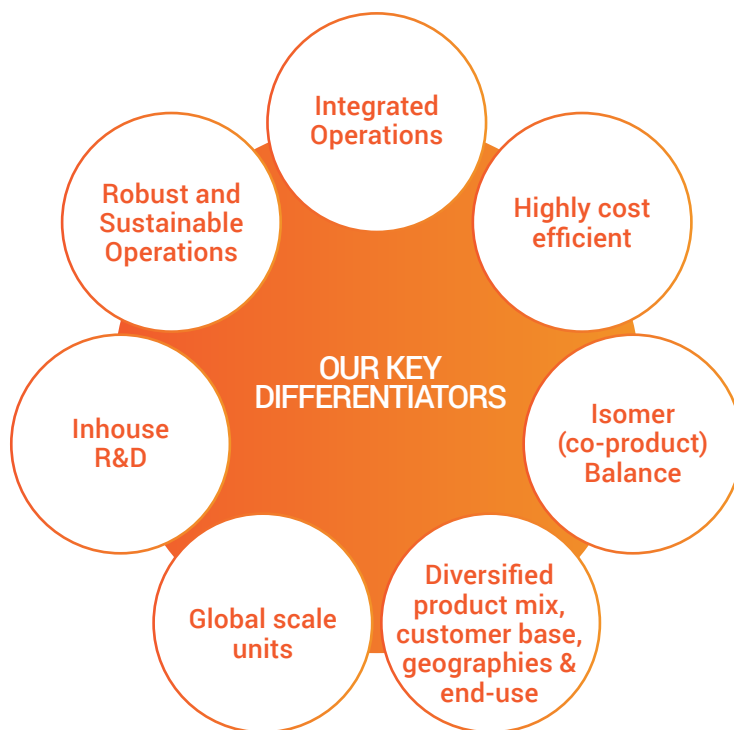 Integrated
Operations
Highly cost
efficient
Isomer
(co-product)
Balance
Diversified
product mix,
customer base,
geographies &
end-use
Global scale
units
Inhouse
R&D
Robust and
Sustainable
Operations
OUR KEY
DIFFERENTIATORS